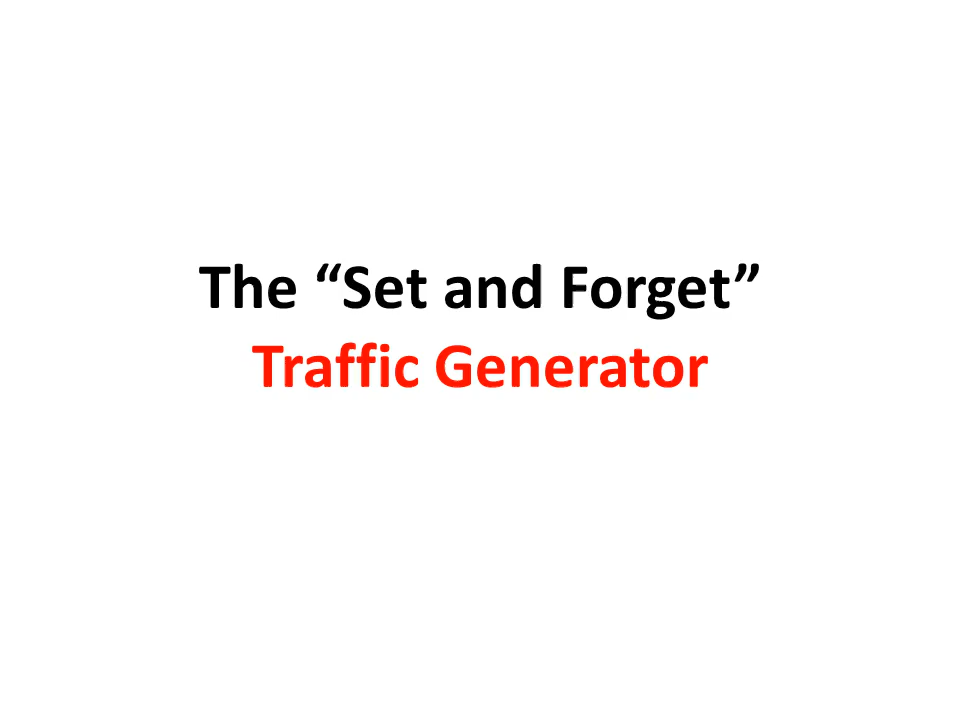 The “Set and Forget”
Traffic Generator